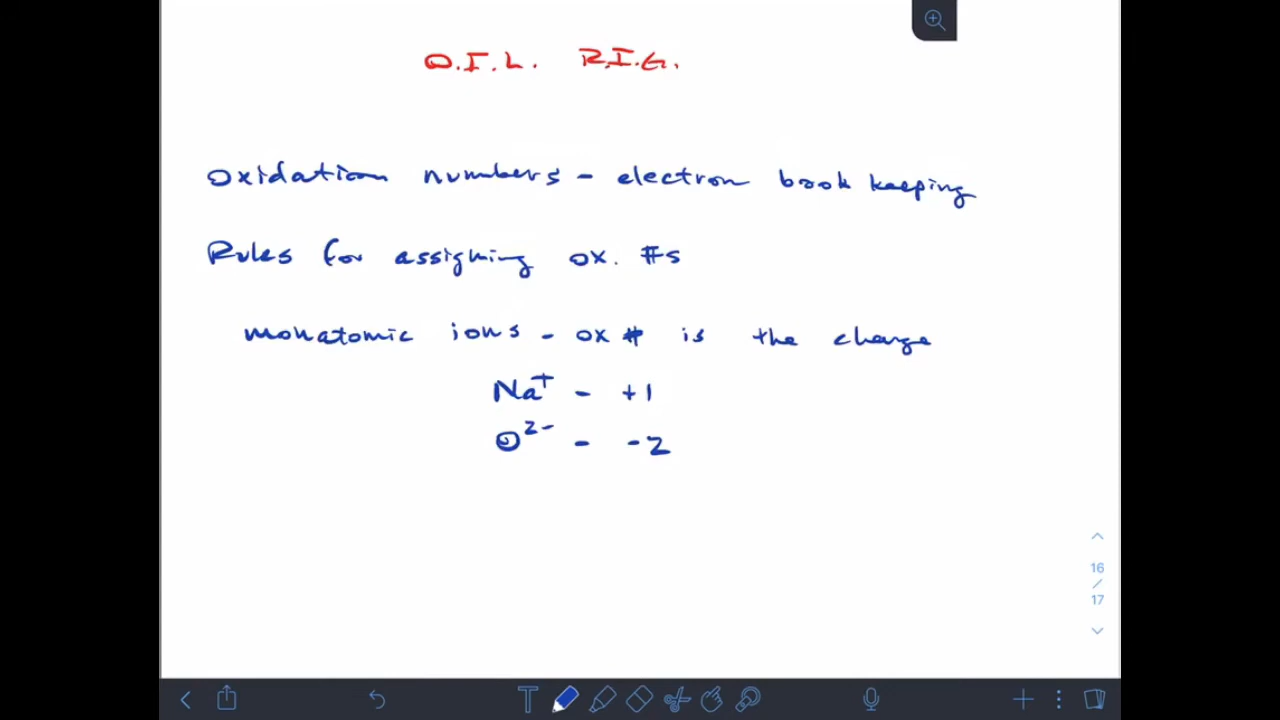 O.I.L. R.I.G.
Oxidation numbers - electron book keeping
Rules for assigning ox. #s
monatomic ions - ox # is the charge
Na⁺ - +1
O²⁻ - -2
16
/
17
T